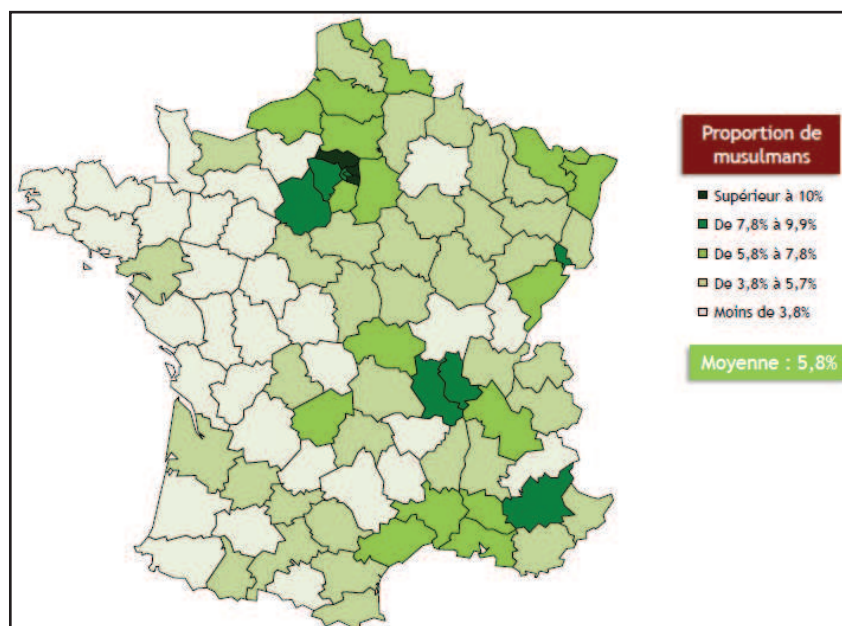 Proportion de
musulmans
Supérieur à 10%
De 7,8% à 9,9%
De 5,8% à 7,8%
De 3,8% à 5,7%
Moins de 3,8%
Moyenne : 5,8%